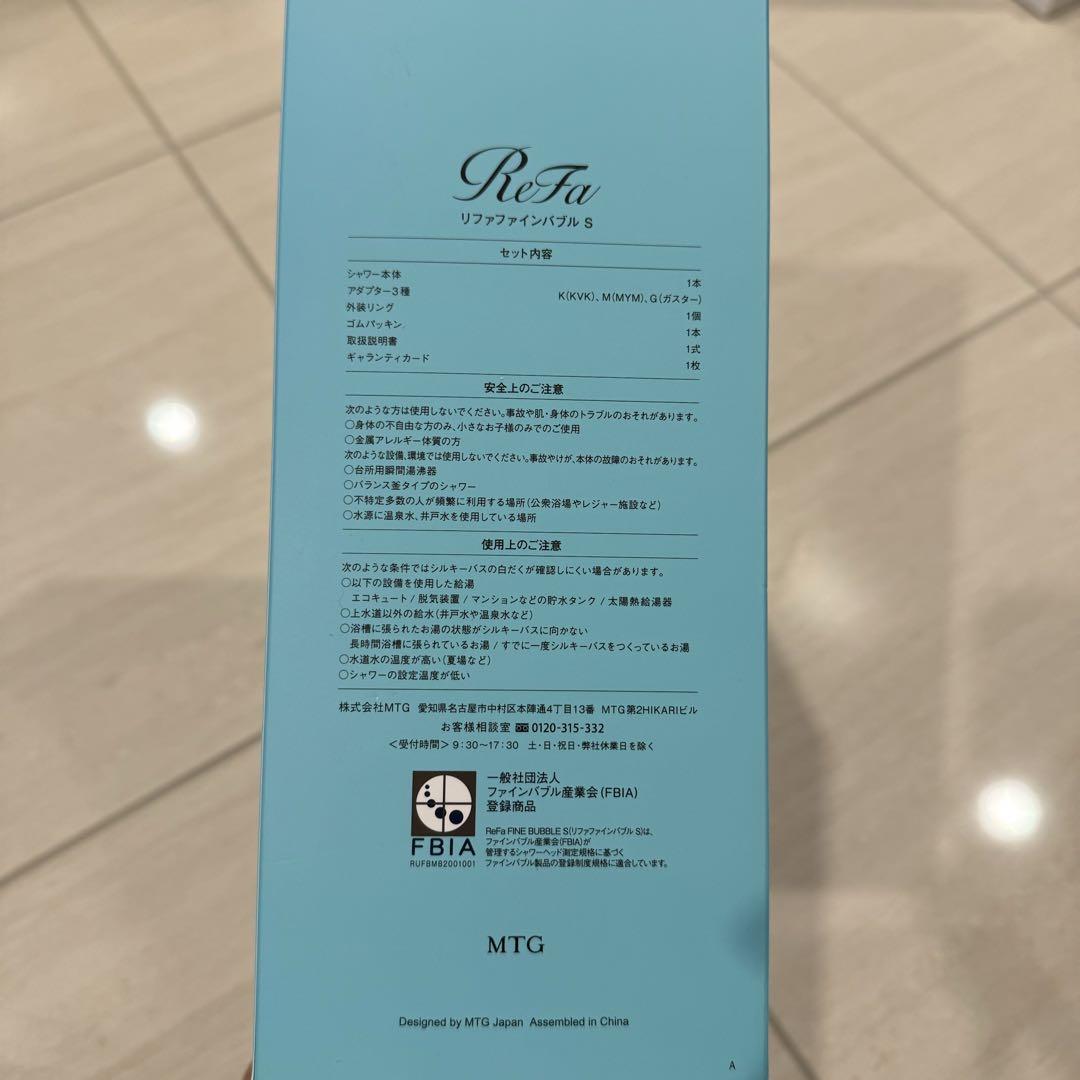 ReFa
リファファインバブル S
セット内容
シャワー本体 1本
アダプター3種 K(KVK)、M(MYM)、G(ガスター)
外装リング 1個
ゴムパッキン 1本
取扱説明書 1式
ギャランティカード 1枚
安全上のご注意
次のような方は使用しないでください。事故や肌・身体のトラブルのおそれがあります。
○身体の不自由な方のみ、小さなお子様のみでのご使用
○金属アレルギー体質の方
次のような設備、環境では使用しないでください。事故やけが、本体の故障のおそれがあります。
○台所用瞬間湯沸器
○バランス釜タイプのシャワー
○不特定多数の人が頻繁に利用する場所(公衆浴場やレジャー施設など)
○水源に温泉水、井戸水を使用している場所
使用上のご注意
次のような条件ではシルキーバスの白だくが確認しにくい場合があります。
○以下の設備を使用した給湯
エコキュート / 脱気装置 / マンションなどの貯水タンク / 太陽熱給湯器
○上水道以外の給水(井戸水や温泉水など)
○浴槽に張られたお湯の状態がシルキーバスに向かない
長時間浴槽に張られているお湯 / すでに一度シルキーバスをつくっているお湯
○水道水の温度が高い(夏場など)
○シャワーの設定温度が低い
株式会社MTG 愛知県名古屋市中村区本陣通4丁目13番 MTG第2HIKARIビル
お客様相談室 0120-315-332
＜受付時間＞9:30〜17:30 土・日・祝日・弊社休業日を除く
一般社団法人
ファインバブル産業会(FBIA)
登録商品
FBIA
RUFBMB2001001
ReFa FINE BUBBLE S(リファファインバブル S)は、
ファインバブル産業会(FBIA)が
管理するシャワーヘッド測定規格に基づく
ファインバブル製品の登録制度規格に適合しています。
MTG
Designed by MTG Japan Assembled in China
A